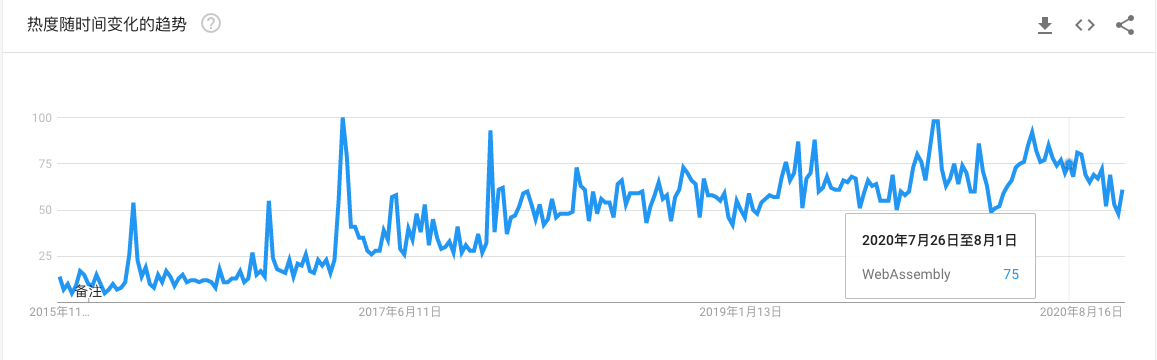 热度随时间变化的趋势
100
75
50
25
备注
2020年7月26日至8月1日
WebAssembly 75
2015年11... 2017年6月11日 2019年1月13日 2020年8月16日